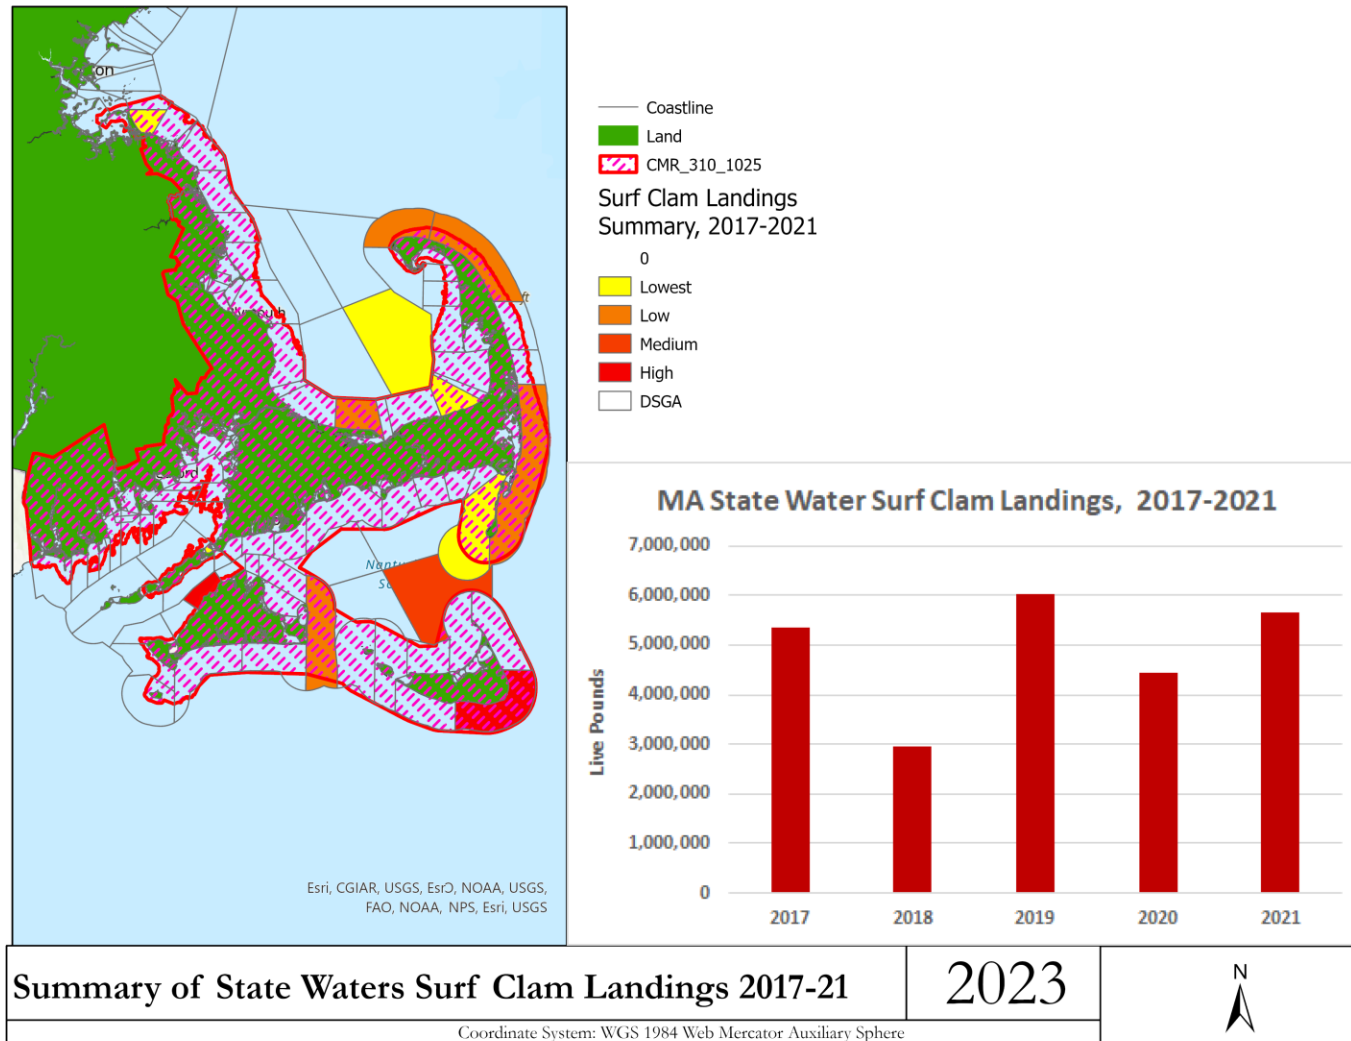 on
Coastline
Land
CMR_310_1025
Surf Clam Landings
Summary, 2017-2021
0
Lowest
Low
Medium
High
DSGA
MA State Water Surf Clam Landings, 2017-2021
7,000,000
6,000,000
5,000,000
4,000,000
3,000,000
2,000,000
1,000,000
0
Live Pounds
2017 2018 2019 2020 2021
Esri, CGIAR, USGS, Esri, NOAA, USGS,
FAO, NOAA, NPS, Esri, USGS
Summary of State Waters Surf Clam Landings 2017-21
2023
N
Coordinate System: WGS 1984 Web Mercator Auxiliary Sphere